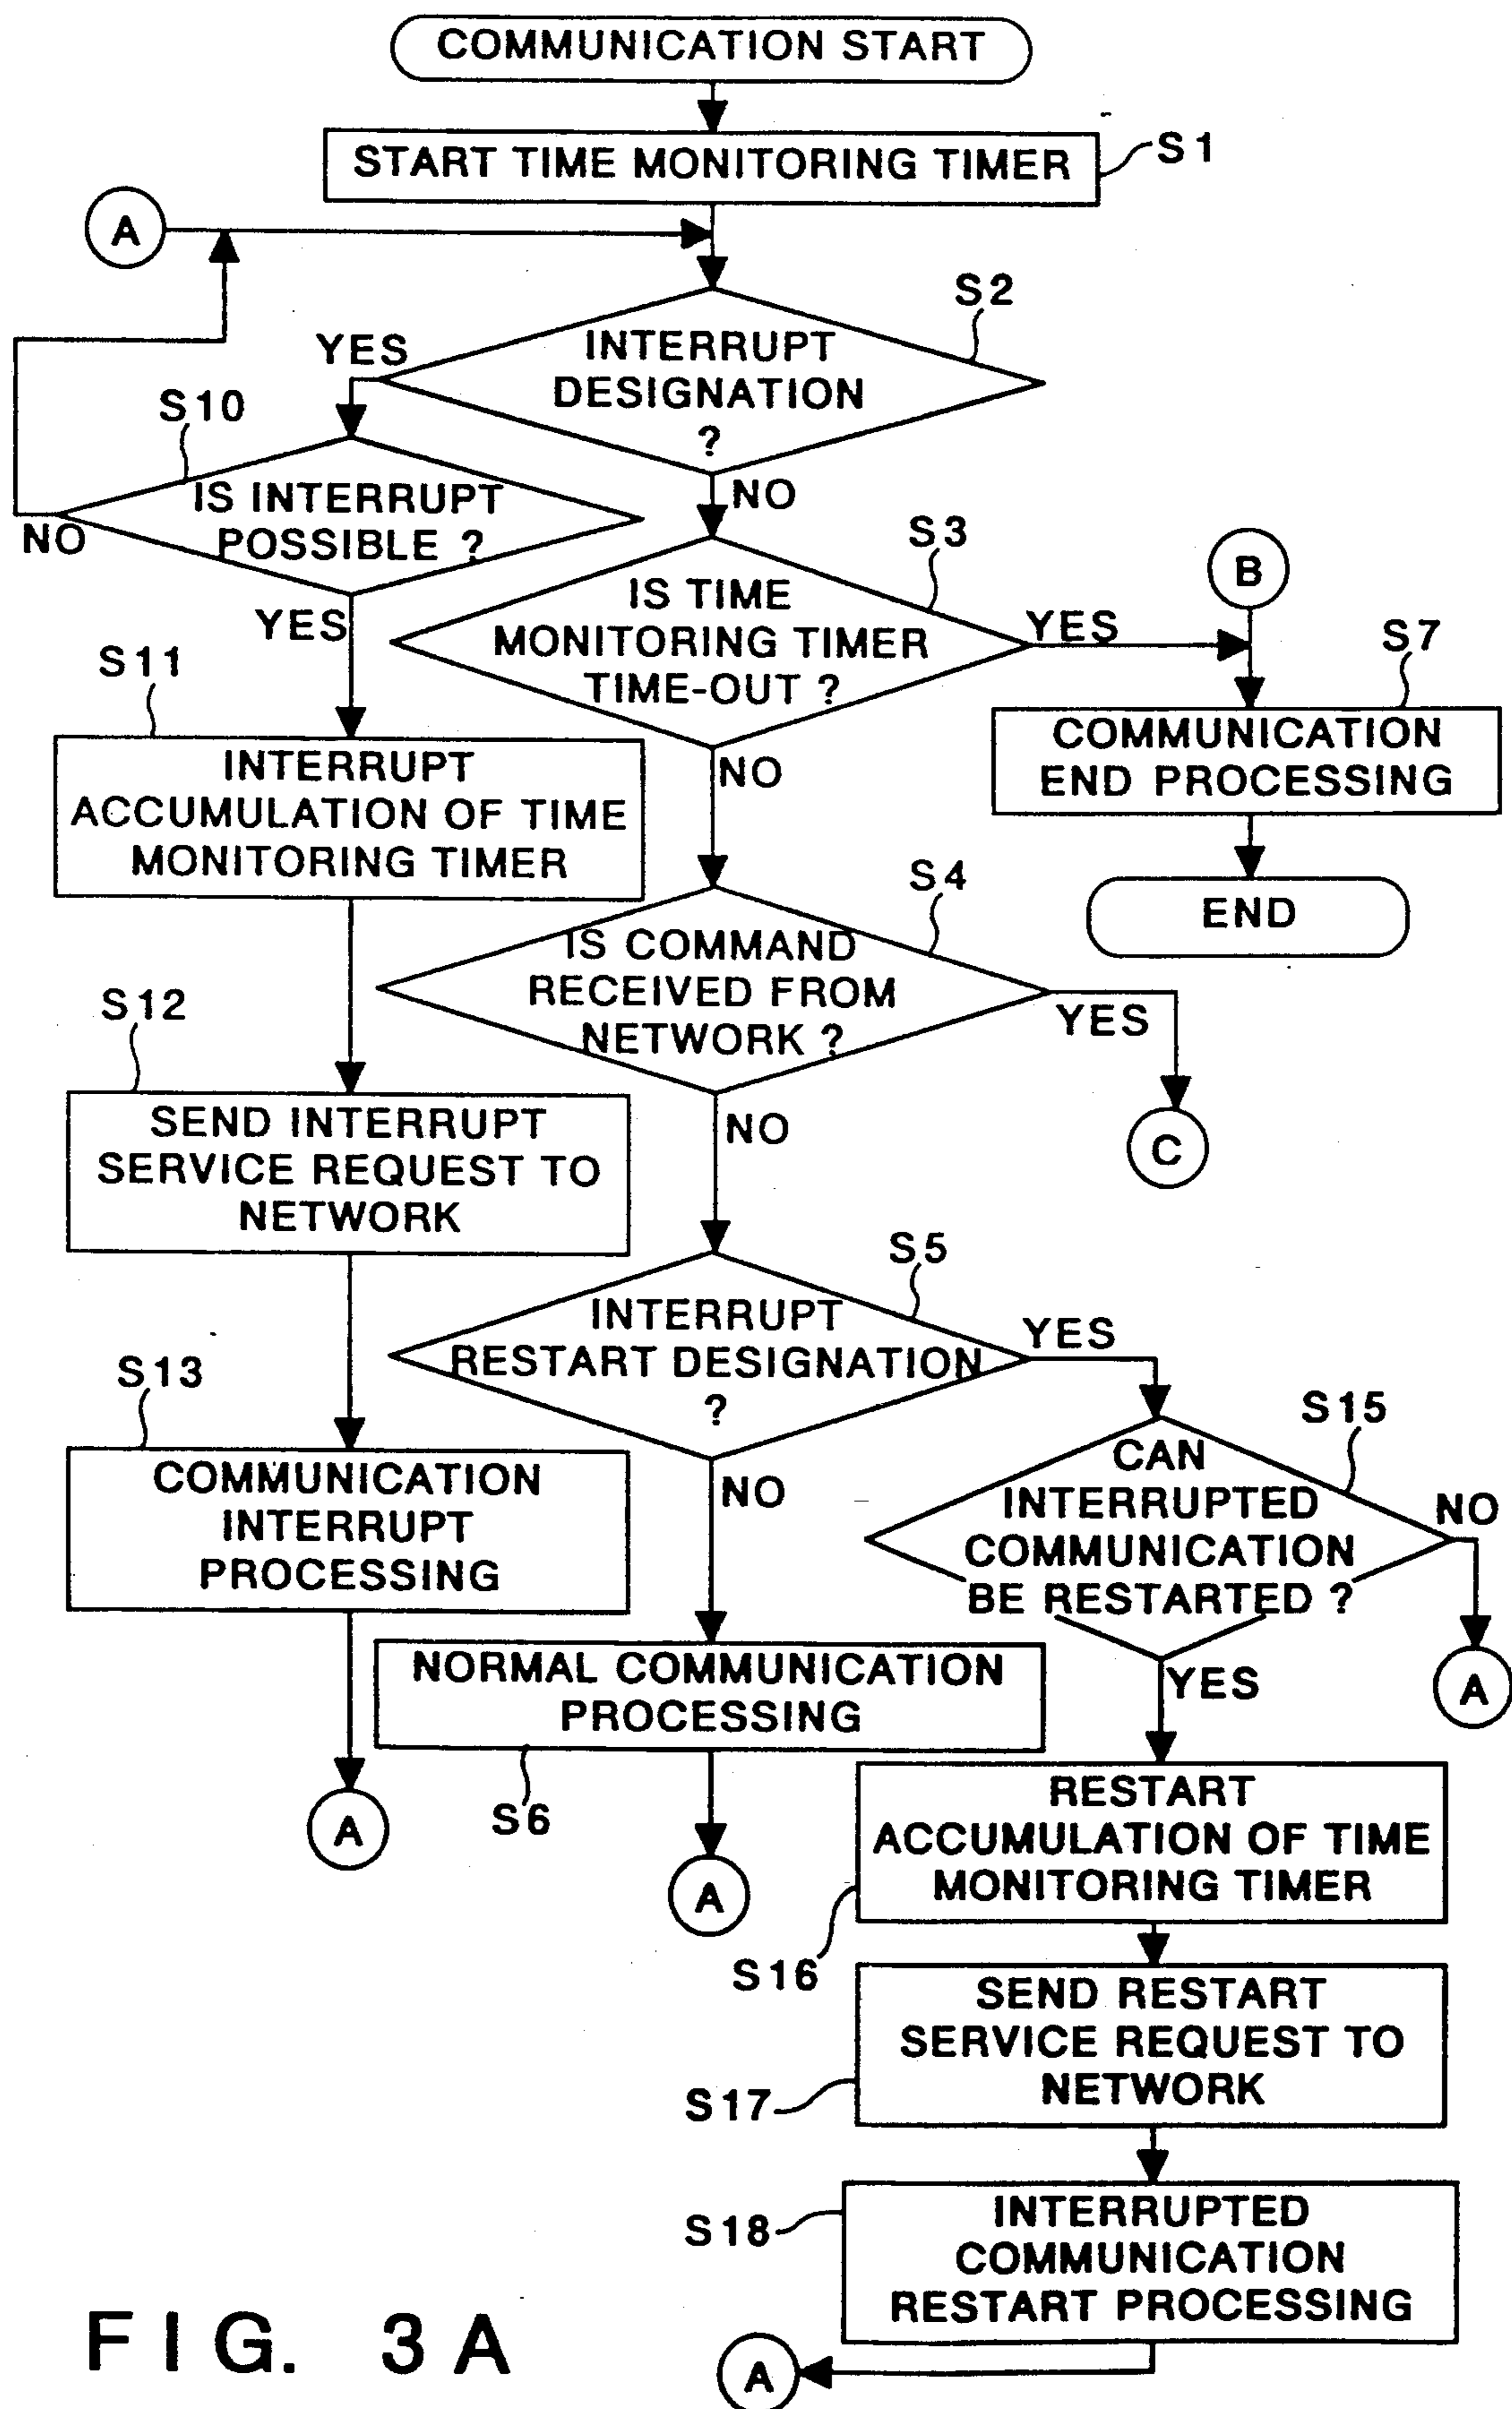 COMMUNICATION START
START TIME MONITORING TIMER
S1
A
S2
INTERRUPT
DESIGNATION
?
YES
NO
S10
IS INTERRUPT
POSSIBLE ?
NO
YES
S3
IS TIME
MONITORING TIMER
TIME-OUT ?
YES
NO
B
S7
COMMUNICATION
END PROCESSING
END
S11
INTERRUPT
ACCUMULATION OF TIME
MONITORING TIMER
S4
IS COMMAND
RECEIVED FROM
NETWORK ?
YES
NO
C
S12
SEND INTERRUPT
SERVICE REQUEST TO
NETWORK
S5
INTERRUPT
RESTART DESIGNATION
?
YES
NO
S13
COMMUNICATION
INTERRUPT
PROCESSING
A
S15
CAN
INTERRUPTED
COMMUNICATION
BE RESTARTED ?
NO
A
YES
NORMAL COMMUNICATION
PROCESSING
S6
A
RESTART
ACCUMULATION OF TIME
MONITORING TIMER
S16
SEND RESTART
SERVICE REQUEST TO
NETWORK
S17
INTERRUPTED
COMMUNICATION
RESTART PROCESSING
S18
A
FIG. 3A